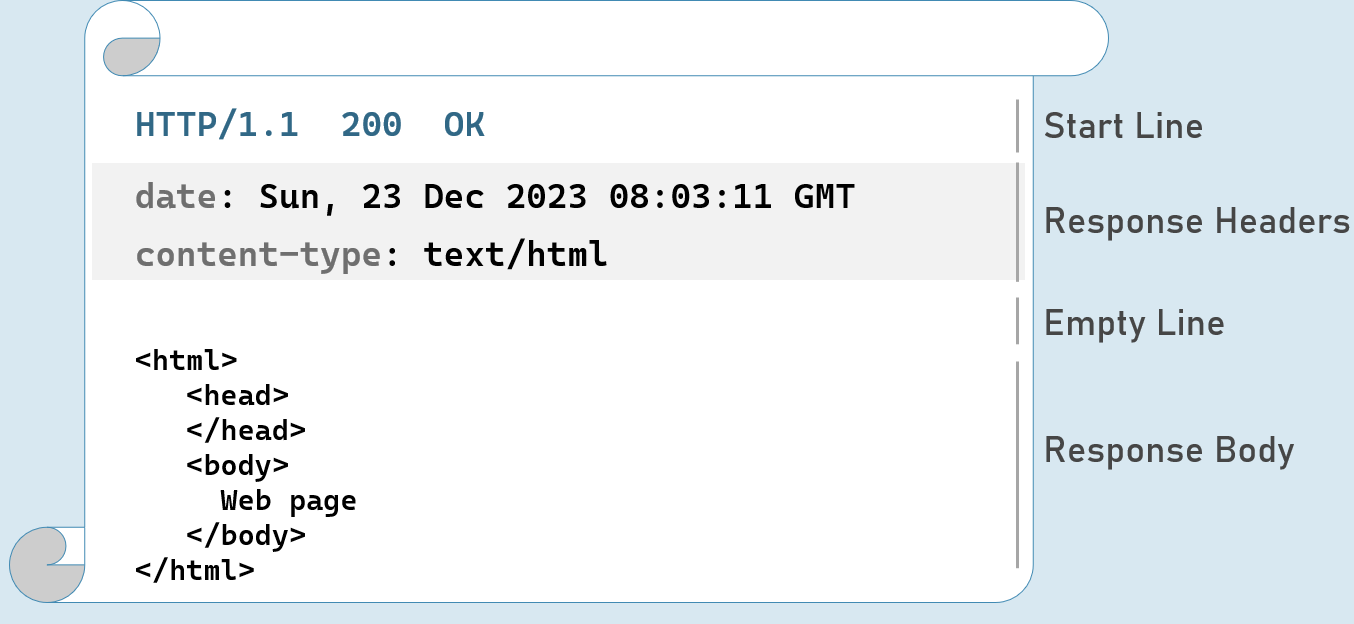 HTTP/1.1  200  OK
Start Line
date: Sun, 23 Dec 2023 08:03:11 GMT
content-type: text/html
Response Headers
Empty Line
<html>
   <head>
   </head>
   <body>
     Web page
   </body>
</html>
Response Body